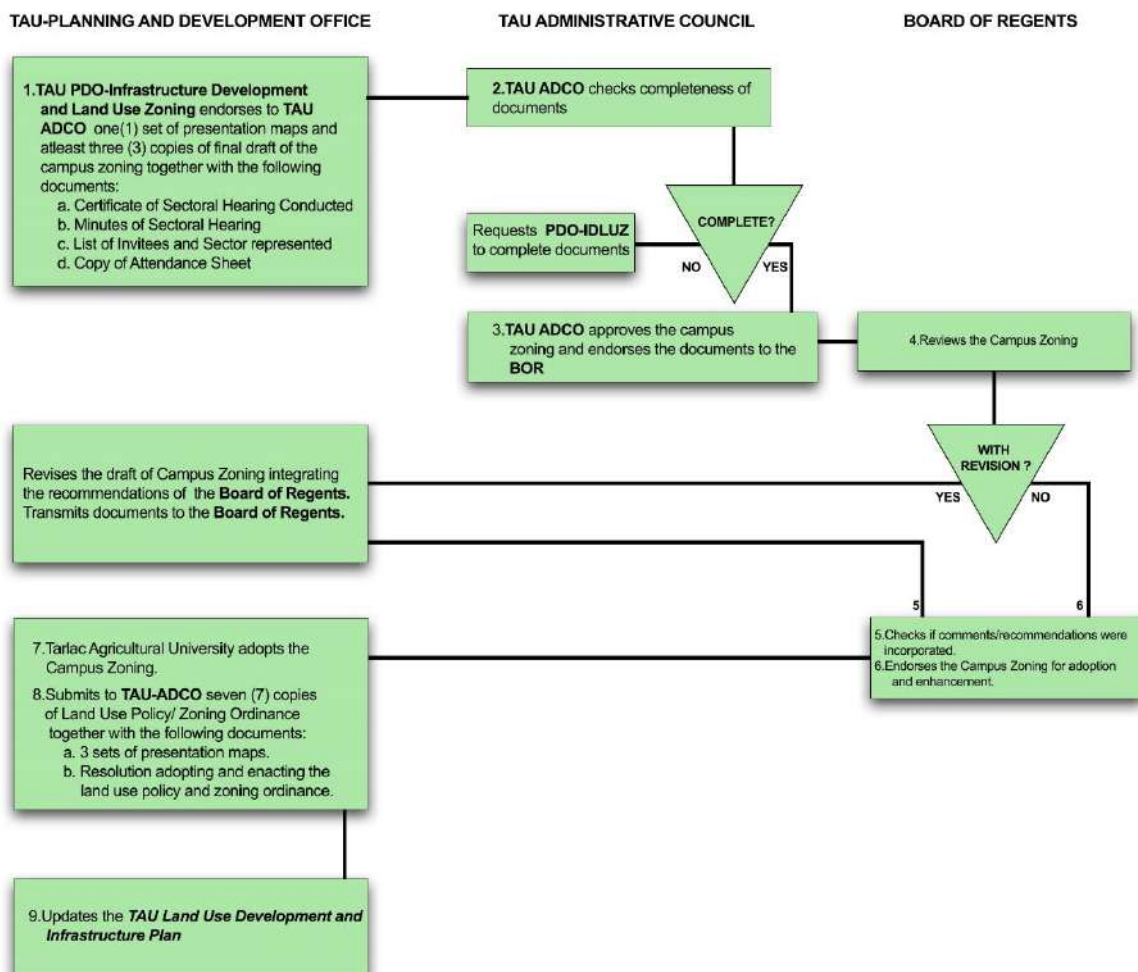 TAU-PLANNING AND DEVELOPMENT OFFICE
TAU ADMINISTRATIVE COUNCIL
BOARD OF REGENTS
1.TAU PDO-Infrastructure Development
and Land Use Zoning endorses to TAU
ADCO one(1) set of presentation maps and
atleast three (3) copies of final draft of the
campus zoning together with the following
documents:
a. Certificate of Sectoral Hearing Conducted
b. Minutes of Sectoral Hearing
c. List of Invitees and Sector represented
d. Copy of Attendance Sheet
2.TAU ADCO checks completeness of
documents
COMPLETE?
NO
YES
Requests PDO-IDLUZ
to complete documents
3.TAU ADCO approves the campus
zoning and endorses the documents to the
BOR
4.Reviews the Campus Zoning
WITH
REVISION ?
YES
NO
Revises the draft of Campus Zoning integrating
the recommendations of the Board of Regents.
Transmits documents to the Board of Regents.
5
6
5.Checks if comments/recommendations were
incorporated.
6.Endorses the Campus Zoning for adoption
and enhancement.
7.Tarlac Agricultural University adopts the
Campus Zoning.
8.Submits to TAU-ADCO seven (7) copies
of Land Use Policy/ Zoning Ordinance
together with the following documents:
a. 3 sets of presentation maps.
b. Resolution adopting and enacting the
land use policy and zoning ordinance.
9.Updates the TAU Land Use Development and
Infrastructure Plan